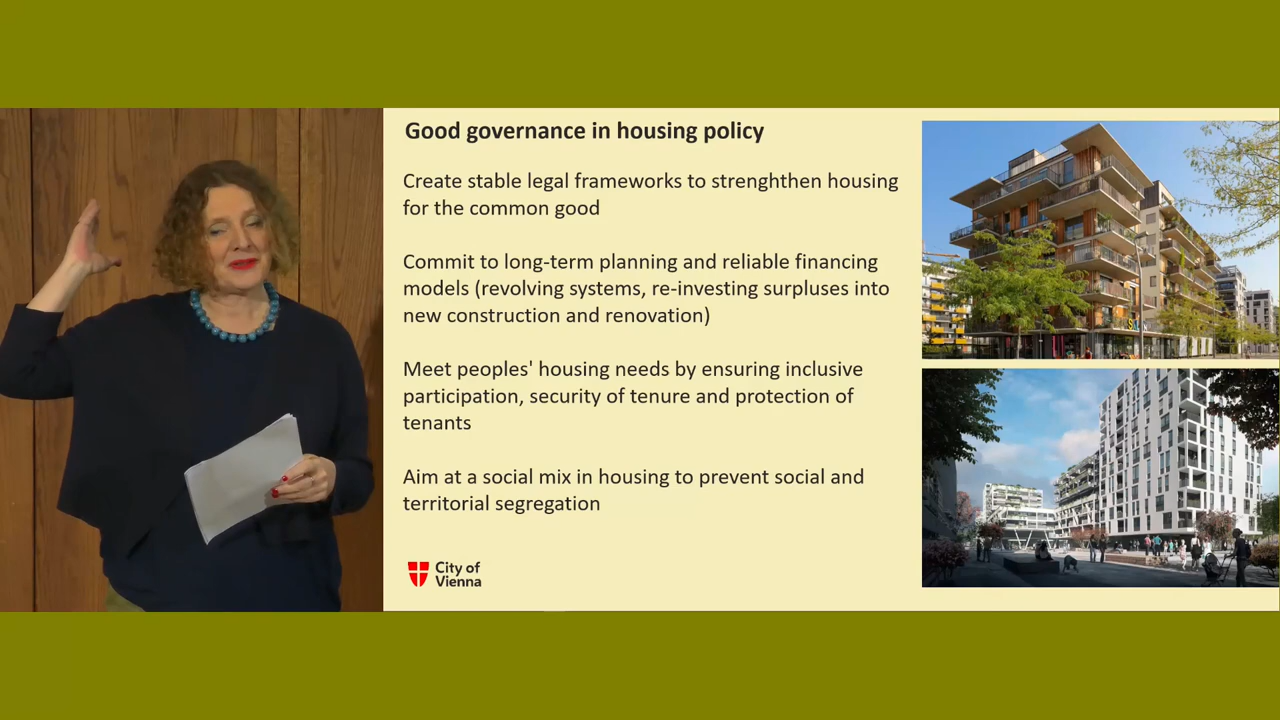 Good governance in housing policy
Create stable legal frameworks to strenghthen housing
for the common good
Commit to long-term planning and reliable financing
models (revolving systems, re-investing surpluses into
new construction and renovation)
Meet peoples' housing needs by ensuring inclusive
participation, security of tenure and protection of
tenants
Aim at a social mix in housing to prevent social and
territorial segregation
City of
Vienna